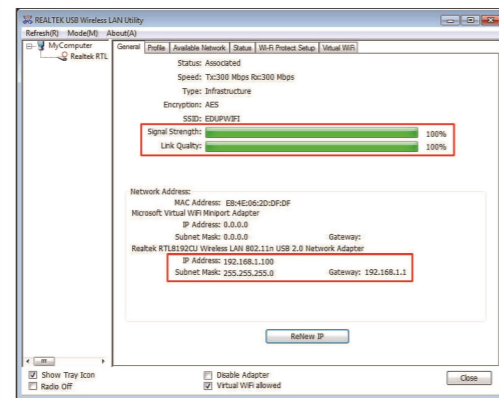 REALTEK USB Wireless LAN Utility
Refresh(R) Mode(M) About(A)
MyComputer
Realtek RTL
General Profile Available Network Status Wi-Fi Protect Setup Virtual WiFi
Status: Associated
Speed: Tx:300 Mbps Rx:300 Mbps
Type: Infrastructure
Encryption: AES
SSID: EDUPWIFI
Signal Strength: 100%
Link Quality: 100%
Network Address:
MAC Address: E8:4E:06:2D:DF:DF
Microsoft Virtual WiFi Miniport Adapter
IP Address: 0.0.0.0
Subnet Mask: 0.0.0.0 Gateway:
Realtek RTL8192CU Wireless LAN 802.11n USB 2.0 Network Adapter
IP Address: 192.168.1.100
Subnet Mask: 255.255.255.0 Gateway: 192.168.1.1
ReNew IP
Show Tray Icon Disable Adapter
Radio Off Virtual WiFi allowed
Close